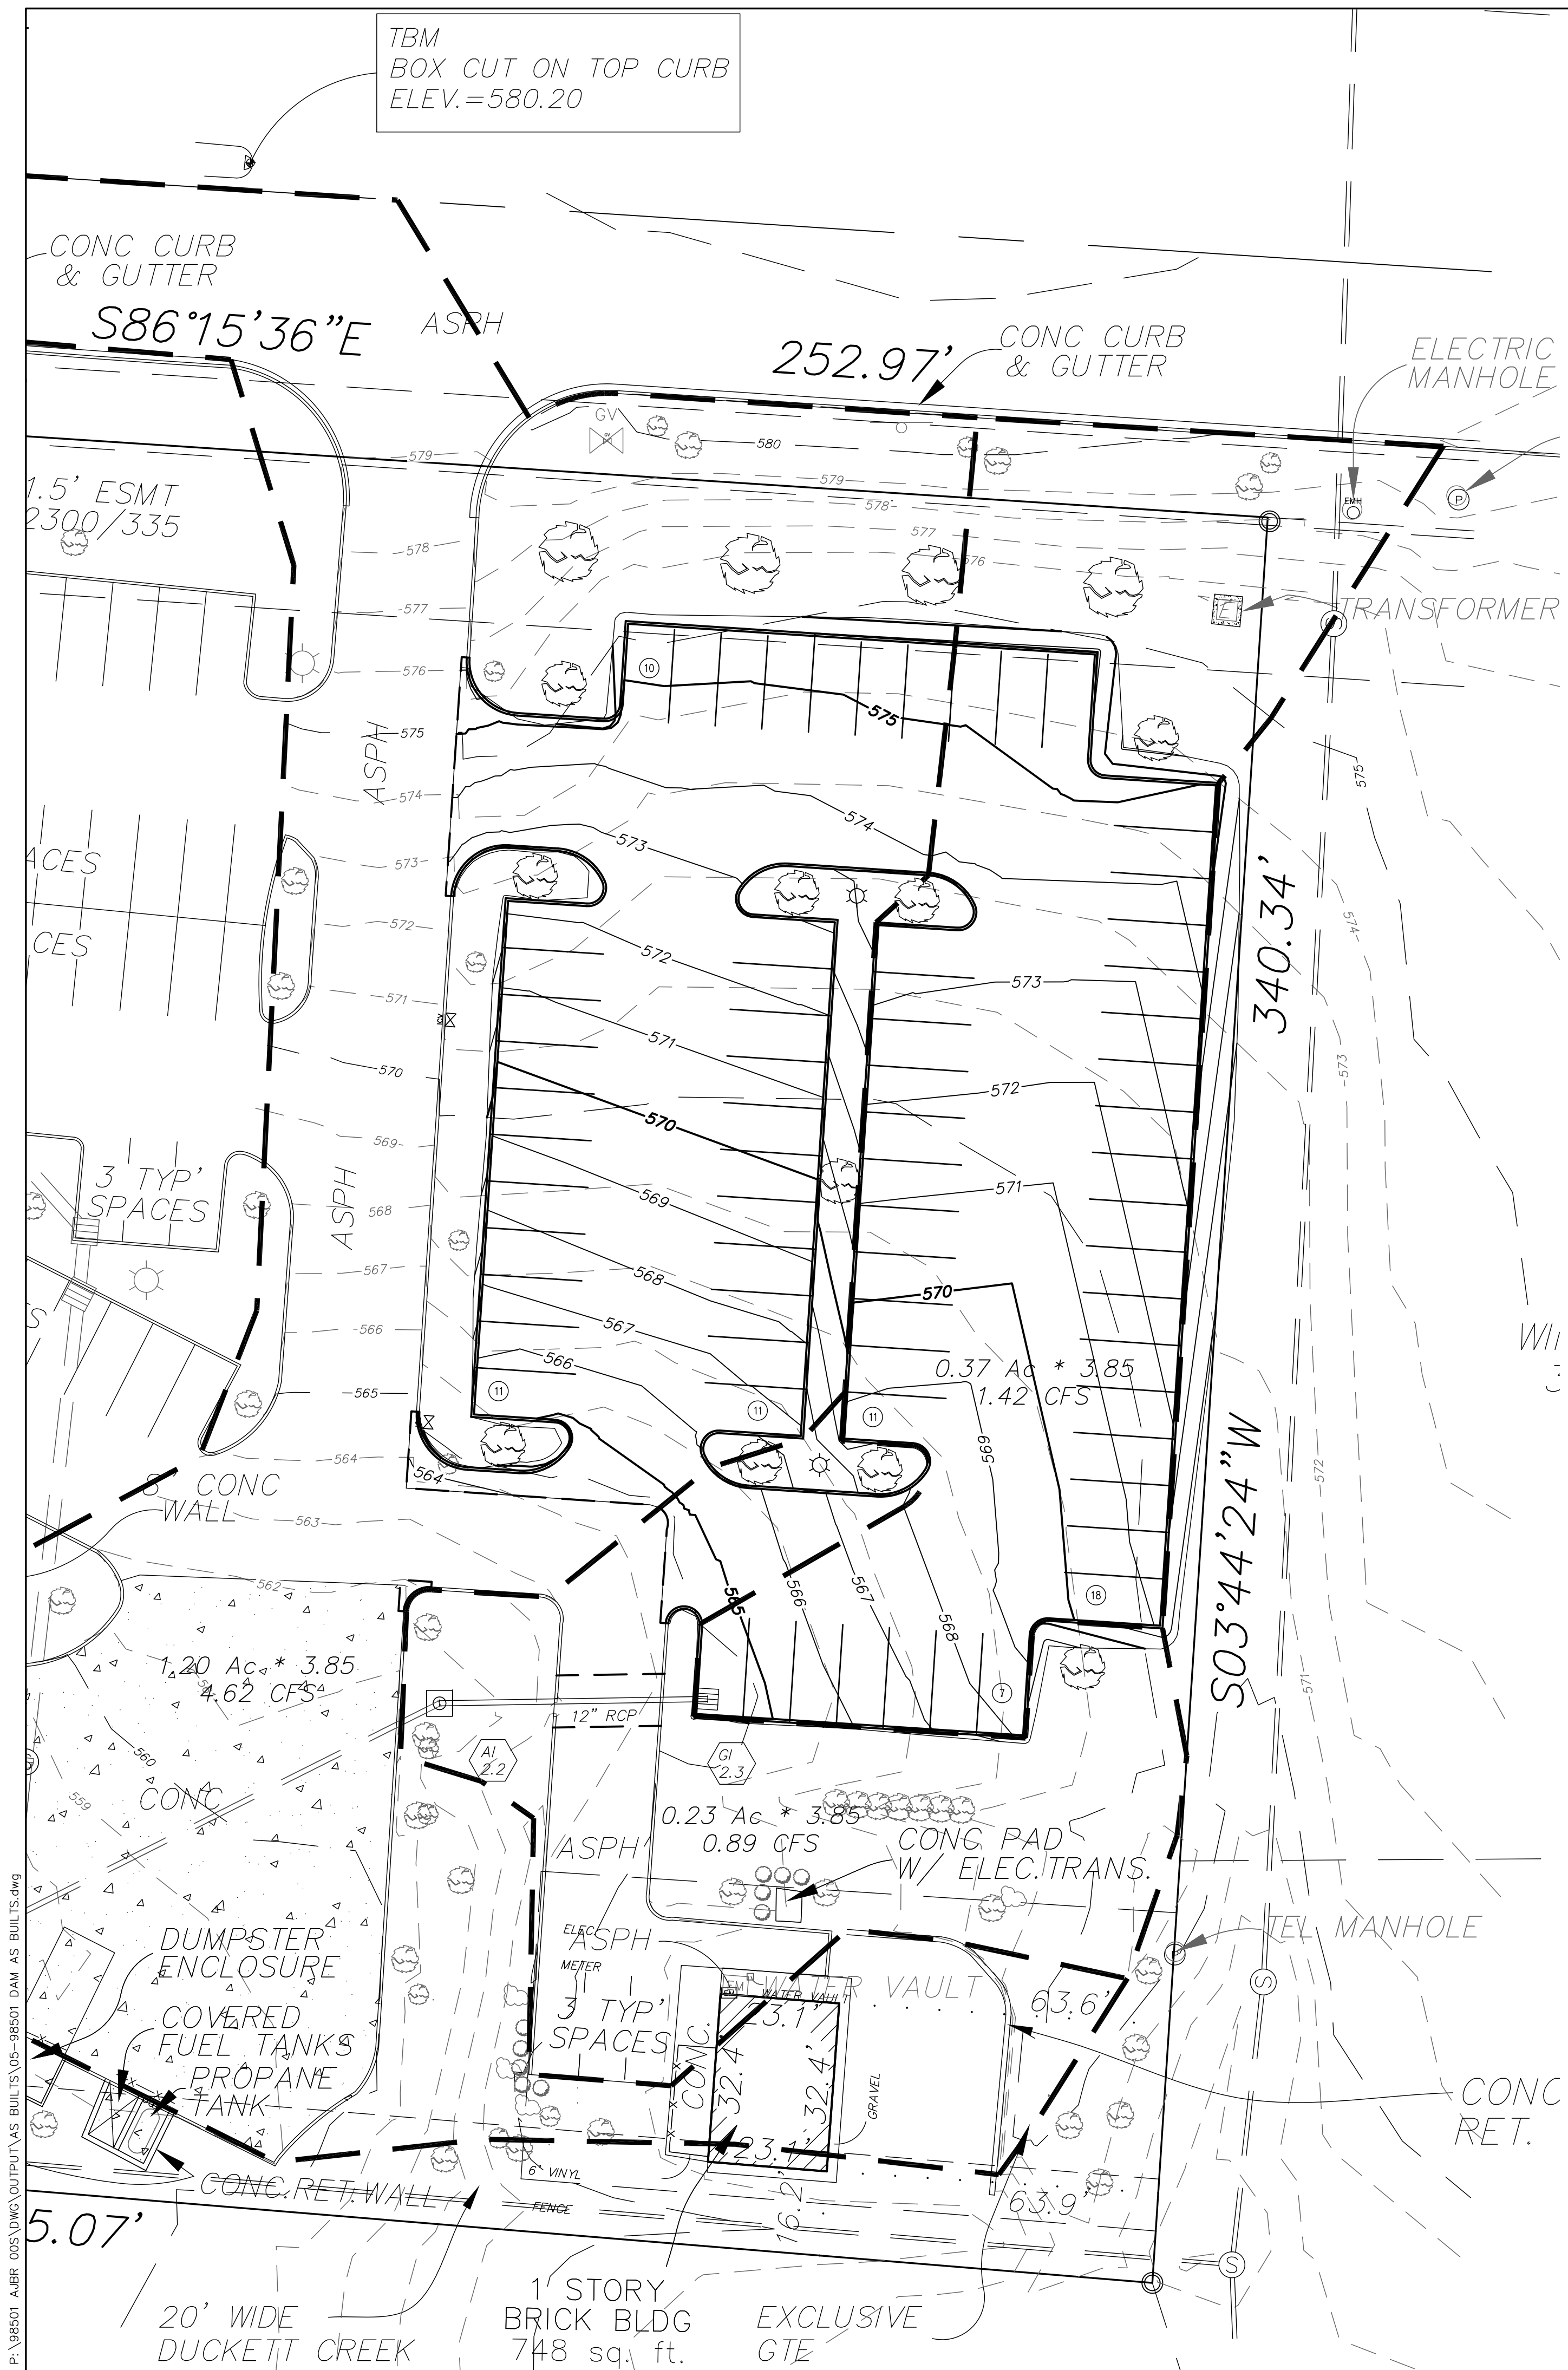 TBM
BOX CUT ON TOP CURB
ELEV.=580.20
CONC CURB
& GUTTER
S86°15'36"E
ASPH
252.97'
CONC CURB
& GUTTER
ELECTRIC
MANHOLE
GV
580
579
579
578
1.5' ESMT
2300/335
EMH
P
578
577
576
577
E
TRANSFORMER
576
10
575
575
ASPH
575
574
574
573
573
ACES
572
CES
572
574
340.34'
571
573
571
573
570
572
570
569
3 TYP'
SPACES
ASPH
568
569
571
567
568
570
566
567
566
0.37 Ac * 3.85
1.42 CFS
565
11
11
11
569
S03°44'24"W
572
564
564
8" CONC
WALL
563
562
565
566
567
568
18
1.20 Ac * 3.85
4.62 CFS
12" RCP
7
571
560
559
AI
2.2
GI
2.3
CONC
0.23 Ac * 3.85
0.89 CFS
ASPH
CONC PAD
W/ ELEC.TRANS.
DUMPSTER
ENCLOSURE
ELEC
ASPH
METER
TEL MANHOLE
S
EM
WATER VAULT
WATER VAULT
COVERED
FUEL TANKS
3 TYP'
SPACES
23.1'
63.6'
CONC.
32.4'
32.4'
PROPANE
TANK
GRAVEL
CONC
RET.
CONC.RET.WALL
6' VINYL
FENCE
23.1'
16.2'
63.9'
5.07'
S
20' WIDE
DUCKETT CREEK
1 STORY
BRICK BLDG
748 sq. ft.
EXCLUSIVE
GTE
P:\98501 AJBR OOS\DWG\OUTPUT\AS BUILTS\05-98501 DAM AS BUILTS.dwg